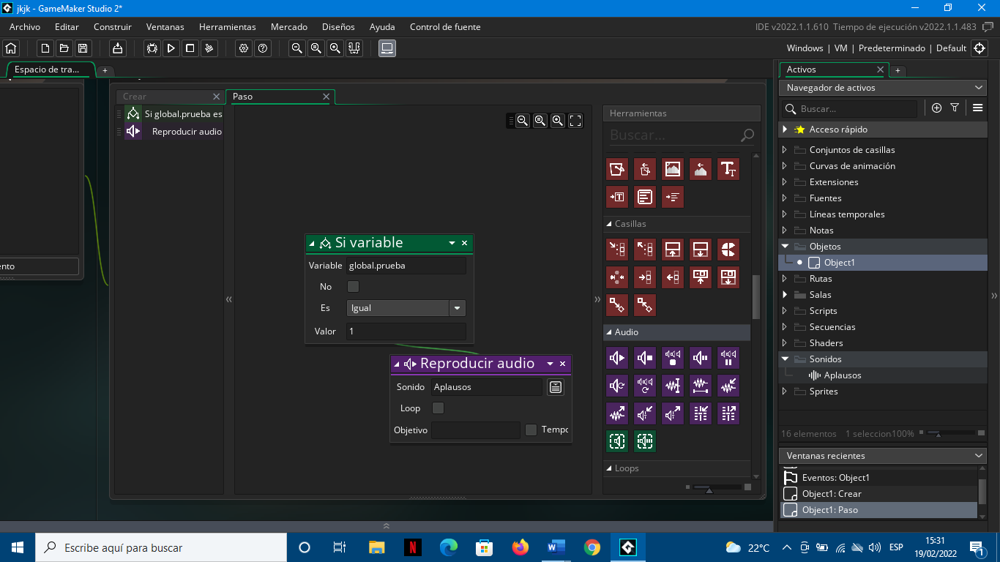 jkjk - GameMaker Studio 2*
Archivo Editar Construir Ventanas Herramientas Mercado Diseños Ayuda Control de fuente IDE v2022.1.1.610 Tiempo de ejecución v2022.1.1.483
Windows | VM | Predeterminado | Default
Espacio de tra... +
Activos +
Navegador de activos
Buscar...
Acceso rápido
Conjuntos de casillas
Curvas de animación
Extensiones
Fuentes
Líneas temporales
Notas
Objetos
Object1
Rutas
Salas
Scripts
Secuencias
Shaders
Sonidos
Aplausos
Sprites
16 elementos 1 seleccion100%
Ventanas recientes
Eventos: Object1
Object1: Crear
Object1: Paso
Crear Paso
Si global.prueba es
Reproducir audio
ento
Si variable
Variable global.prueba
No
Es Igual
Valor 1
Reproducir audio
Sonido Aplausos
Loop
Objetivo Tempo
Herramientas
Buscar...
Casillas
Audio
Loops
Escribe aquí para buscar
22°C ESP 15:31
19/02/2022
1